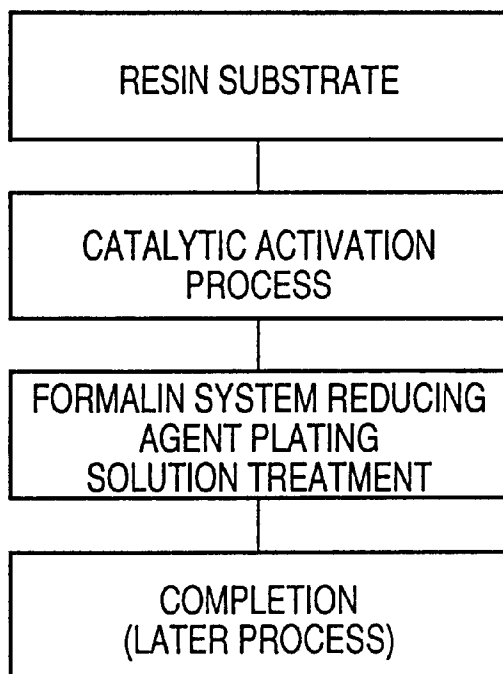 RESIN SUBSTRATE
CATALYTIC ACTIVATION
PROCESS
FORMALIN SYSTEM REDUCING
AGENT PLATING
SOLUTION TREATMENT
COMPLETION
(LATER PROCESS)